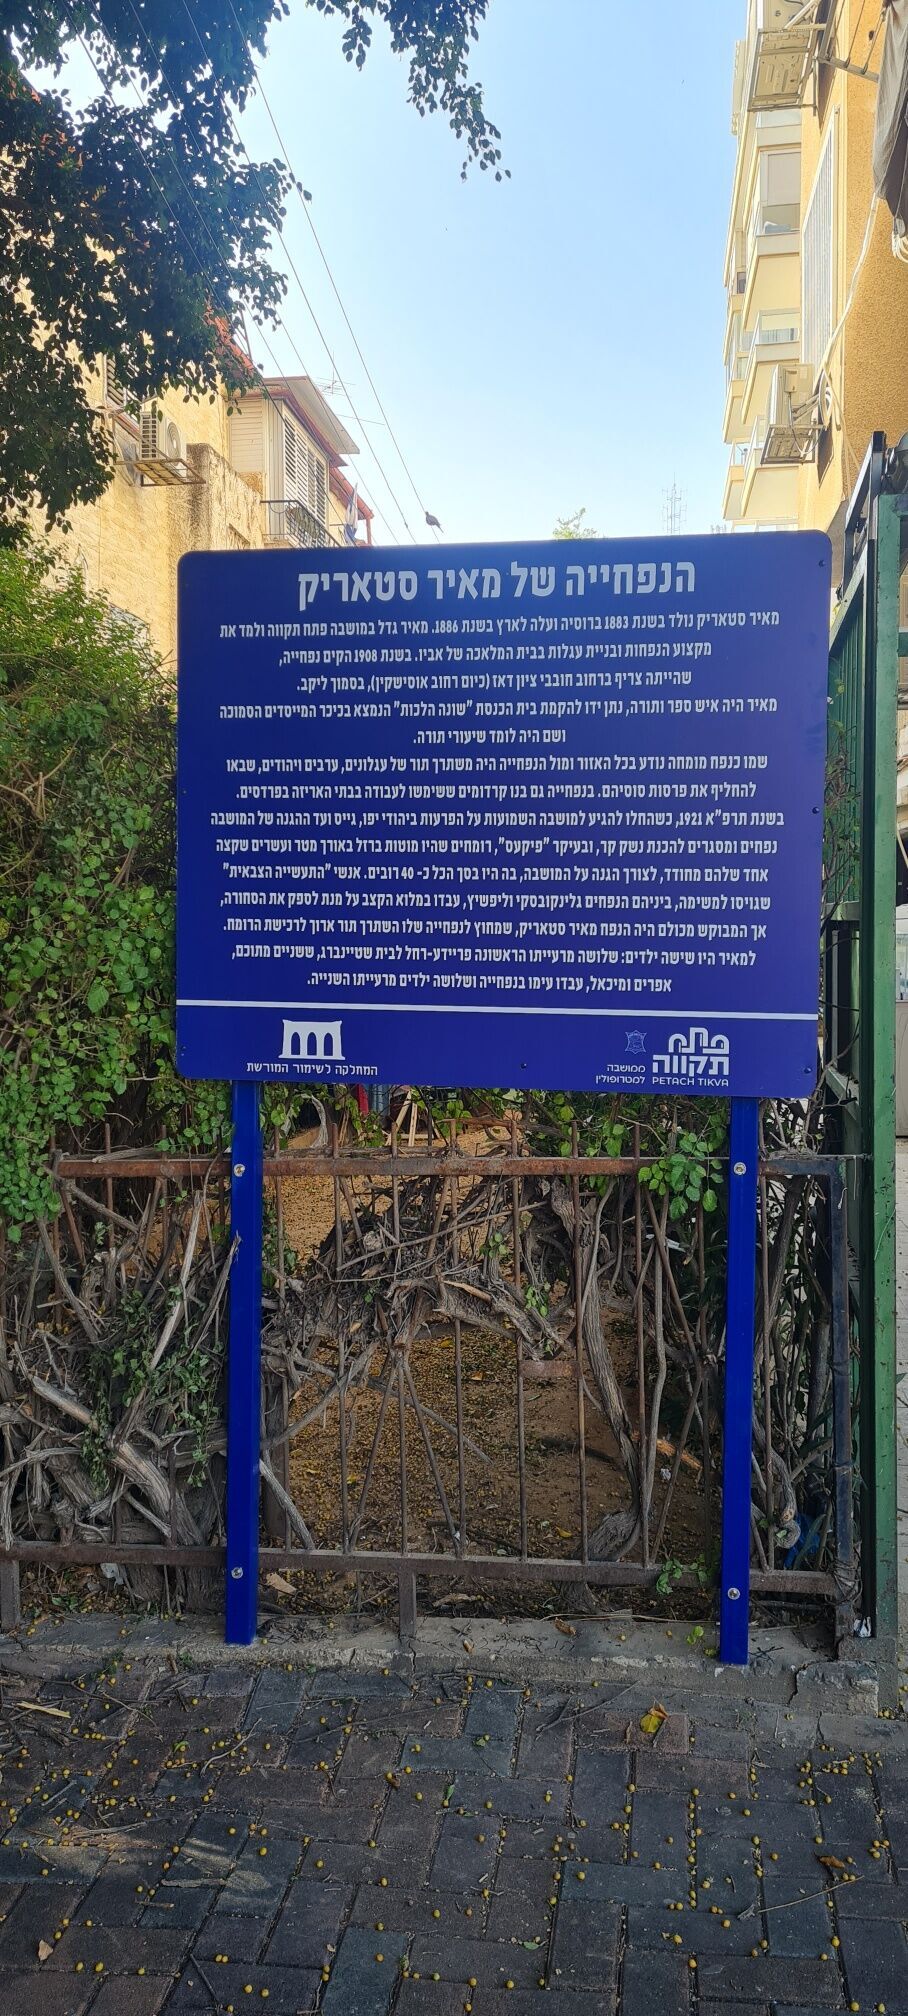 הנפחייה של מאיר סטאריק
מאיר סטאריק נולד בשנת 1883 ברוסיה ועלה לארץ בשנת 1886. מאיר גדל במושבה פתח תקווה ולמד את
מקצוע הנפחות ובניית עגלות בבית המלאכה של אביו. בשנת 1908 הקים נפחייה,
שהייתה צריף ברחוב חובבי ציון דאז (כיום רחוב אוסישקין), בסמוך ליקב.
מאיר היה איש ספר ותורה, נתן ידו להקמת בית הכנסת "שונה הלכות" הנמצא בכיכר המייסדים הסמוכה
ושם היה לומד שיעורי תורה.
שמו כנפח מומחה נודע בכל האזור ומול הנפחייה היה משתרך תור של עגלונים, ערבים ויהודים, שבאו
להחליף את פרסות סוסיהם. בנפחייה גם בנו קרדומים ששימשו לעבודה בבתי האריזה בפרדסים.
בשנת תרפ"א 1921, כשהחלו להגיע למושבה השמועות על הפרעות ביהודי יפו, גייס ועד ההגנה של המושבה
נפחים ומסגרים להכנת נשק קר, ובעיקר "פיקעס", רומחים שהיו מוטות ברזל באורך מטר ועשרים שקצה
אחד שלהם מחודד, לצורך הגנה על המושבה, בה היו בסך הכל כ- 40 רובים. אנשי "התעשייה הצבאית"
שגויסו למשימה, ביניהם הנפחים גלינקובסקי וליפשיץ, עבדו במלוא הקצב על מנת לספק את הסחורה,
אך המבוקש מכולם היה הנפח מאיר סטאריק, שמחוץ לנפחייה שלו השתרך תור ארוך לרכישת הרומח.
למאיר היו שישה ילדים: שלושה מרעייתו הראשונה פריידע-רחל לבית שטיינברג, ששניים מתוכם,
אפרים ומיכאל, עבדו עימו בנפחייה ושלושה ילדים מרעייתו השנייה.
פתח
תקווה
PETACH TIKVA
ממושבה
למטרופולין
המחלקה לשימור המורשת